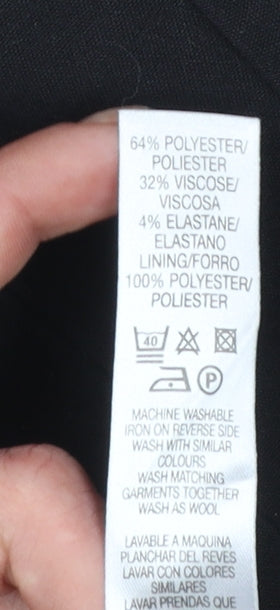 64% POLYESTER/
POLIESTER
32% VISCOSE/
VISCOSA
4% ELASTANE/
ELASTANO
LINING/FORRO
100% POLYESTER/
POLIESTER
40
P
MACHINE WASHABLE
IRON ON REVERSE SIDE
WASH WITH SIMILAR
COLOURS
WASH MATCHING
GARMENTS TOGETHER
WASH AS WOOL
LAVABLE A MAQUINA
PLANCHAR DEL REVES
LAVAR CON COLORES
SIMILARES
LAVAR PRENDAS QUE